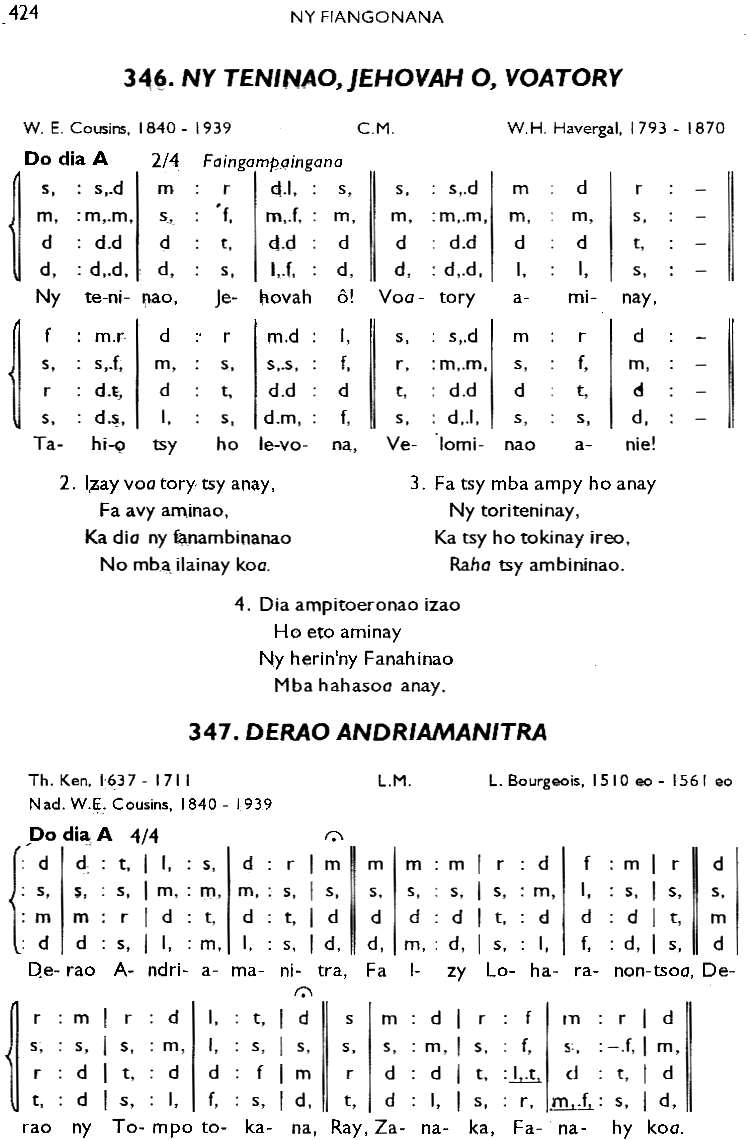 424
NY FIANGONANA
346. NY TENINAO, JEHOVAH O, VOATORY
W. E. Cousins, 1840 - 1939 C.M. W.H. Havergal, 1793 - 1870
Do dia A 2/4 Faingampaingana
s, : s,.d | m : r | d.l, : s, || s, : s,.d | m : d | r : – ||
m, : m,.m, | s, : f, | m,.f, : m, || m, : m,.m, | m, : m, | s, : – ||
d : d.d | d : t, | d.d : d || d : d.d | d : d | t, : – ||
d, : d,.d, | d, : s, | l,.f, : d, || d, : d,.d, | l, : l, | s, : – ||
Ny te-ni- nao, Je- hovah ô! Voa- tory a- mi- nay,
f : m.r | d : r | m.d : l, || s, : s,.d | m : r | d : – ||
s, : s,.f, | m, : s, | s,.s, : f, || r, : m,.m, | s, : f, | m, : – ||
r : d.t, | d : t, | d.d : d || t, : d.d | d : t, | d : – ||
s, : d.s, | l, : s, | d.m, : f, || s, : d,.l, | s, : s, | d, : – ||
Ta- hi-o tsy ho le-vo- na, Ve- lomi- nao a- nie!
2. Izay voa tory tsy anay,
Fa avy aminao,
Ka dia ny fanambinanao
No mba ilainay koa.
3. Fa tsy mba ampy ho anay
Ny toriteninay,
Ka tsy ho tokinay ireo,
Raha tsy ambininao.
4. Dia ampitoeronao izao
Ho eto aminay
Ny herin'ny Fanahinao
Mba hahasoa anay.
347. DERAO ANDRIAMANITRA
Th. Ken, 1637 - 1711 L.M. L. Bourgeois, 1510 eo - 1561 eo
Nad. W.E. Cousins, 1840 - 1939
Do dia A 4/4
: d | d : t, | l, : s, | d : r | m || m | m : m | r : d | f : m | r || d
: s, | s, : s, | m, : m, | m, : s, | s, || s, | s, : s, | s, : m, | l, : s, | s, || s,
: m | m : r | d : t, | d : t, | d || d | d : d | t, : d | d : d | t, || m
: d | d : s, | l, : m, | l, : s, | d, || d, | m, : d, | s, : l, | f, : d, | s, || d
De- rao A- ndri- a- ma- ni- tra, Fa I- zy Lo- ha- ra- non-tsoa, De-
r : m | r : d | l, : t, | d || s | m : d | r : f | m : r | d ||
s, : s, | s, : m, | l, : s, | s, || s, | s, : m, | s, : f, | s, : –.f, | m, ||
r : d | t, : d | d : f | m || r | d : d | t, : l,.t, | d : t, | d ||
t, : d | s, : l, | f, : s, | d, || t, | d : l, | s, : r, | m,.f, : s, | d, ||
rao ny To- mpo to- ka- na, Ray, Za- na- ka, Fa- na- hy koa.